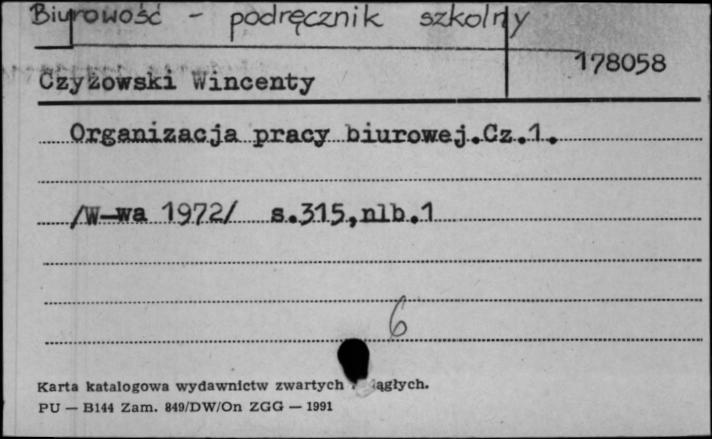 Biurowość - podręcznik szkolny
178058
Czyżowski Wincenty
Organizacja pracy biurowej.Cz.1.
/W-wa 1972/ s.315,nlb.1
6
Karta katalogowa wydawnictw zwartych i ciągłych.
PU — B144 Zam. 849/DW/On ZGG — 1991